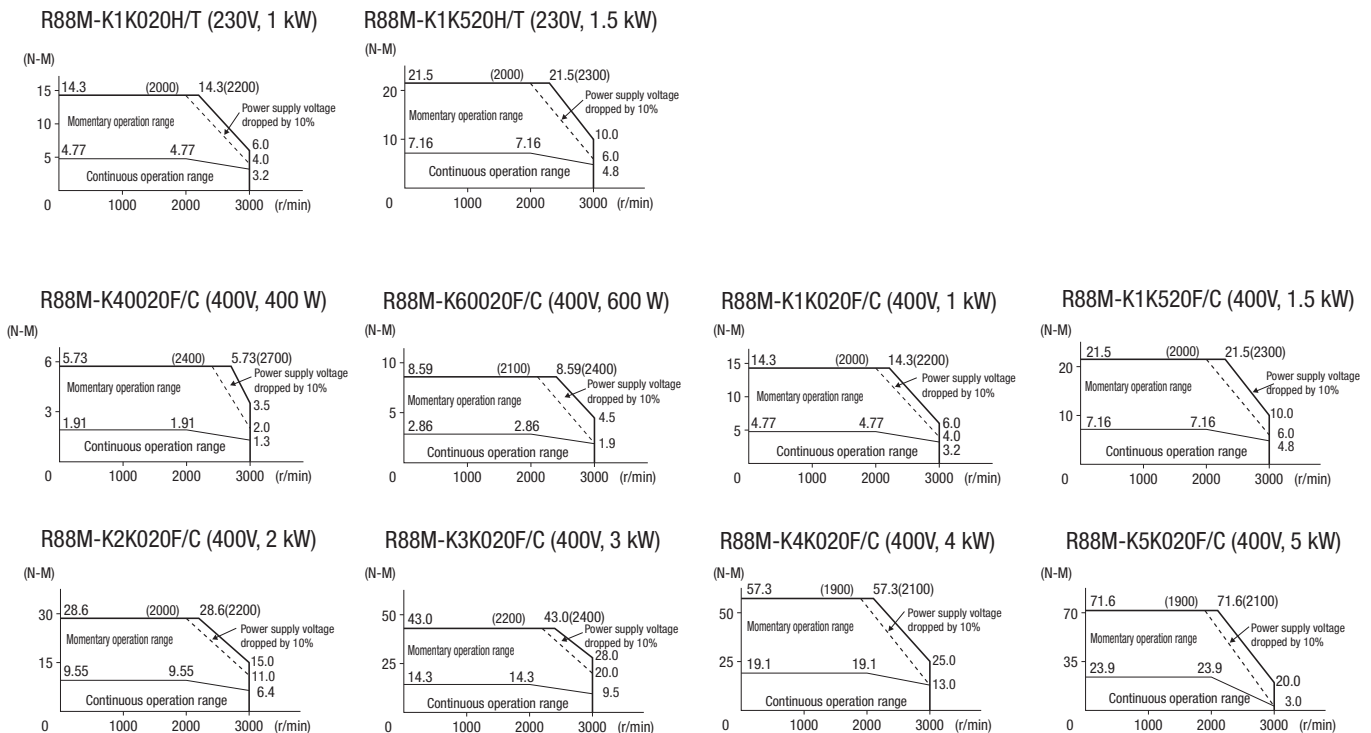 R88M-K1K020H/T (230V, 1 kW)
(N-M)
15
10
5
0
14.3
(2000)
14.3(2200)
Power supply voltage
dropped by 10%
Momentary operation range
6.0
4.0
3.2
4.77
4.77
Continuous operation range
1000
2000
3000
(r/min)
R88M-K1K520H/T (230V, 1.5 kW)
(N-M)
20
10
0
21.5
(2000)
21.5(2300)
Power supply voltage
dropped by 10%
Momentary operation range
10.0
6.0
4.8
7.16
7.16
Continuous operation range
1000
2000
3000
(r/min)
R88M-K40020F/C (400V, 400 W)
(N-M)
6
3
0
5.73
(2400)
5.73(2700)
Power supply voltage
dropped by 10%
Momentary operation range
3.5
2.0
1.3
1.91
1.91
Continuous operation range
1000
2000
3000
(r/min)
R88M-K60020F/C (400V, 600 W)
(N-M)
10
5
0
8.59
(2100)
8.59(2400)
Power supply voltage
dropped by 10%
Momentary operation range
4.5
1.9
2.86
2.86
Continuous operation range
1000
2000
3000
(r/min)
R88M-K1K020F/C (400V, 1 kW)
(N-M)
15
10
5
0
14.3
(2000)
14.3(2200)
Power supply voltage
dropped by 10%
Momentary operation range
6.0
4.0
3.2
4.77
4.77
Continuous operation range
1000
2000
3000
(r/min)
R88M-K1K520F/C (400V, 1.5 kW)
(N-M)
20
10
0
21.5
(2000)
21.5(2300)
Power supply voltage
dropped by 10%
Momentary operation range
10.0
6.0
4.8
7.16
7.16
Continuous operation range
1000
2000
3000
(r/min)
R88M-K2K020F/C (400V, 2 kW)
(N-M)
30
15
0
28.6
(2000)
28.6(2200)
Power supply voltage
dropped by 10%
Momentary operation range
15.0
11.0
6.4
9.55
9.55
Continuous operation range
1000
2000
3000
(r/min)
R88M-K3K020F/C (400V, 3 kW)
(N-M)
50
25
0
43.0
(2200)
43.0(2400)
Power supply voltage
dropped by 10%
Momentary operation range
28.0
20.0
9.5
14.3
14.3
Continuous operation range
1000
2000
3000
(r/min)
R88M-K4K020F/C (400V, 4 kW)
(N-M)
50
25
0
57.3
(1900)
57.3(2100)
Power supply voltage
dropped by 10%
Momentary operation range
25.0
13.0
19.1
19.1
Continuous operation range
1000
2000
3000
(r/min)
R88M-K5K020F/C (400V, 5 kW)
(N-M)
70
35
0
71.6
(1900)
71.6(2100)
Power supply voltage
dropped by 10%
Momentary operation range
20.0
3.0
23.9
23.9
Continuous operation range
1000
2000
3000
(r/min)